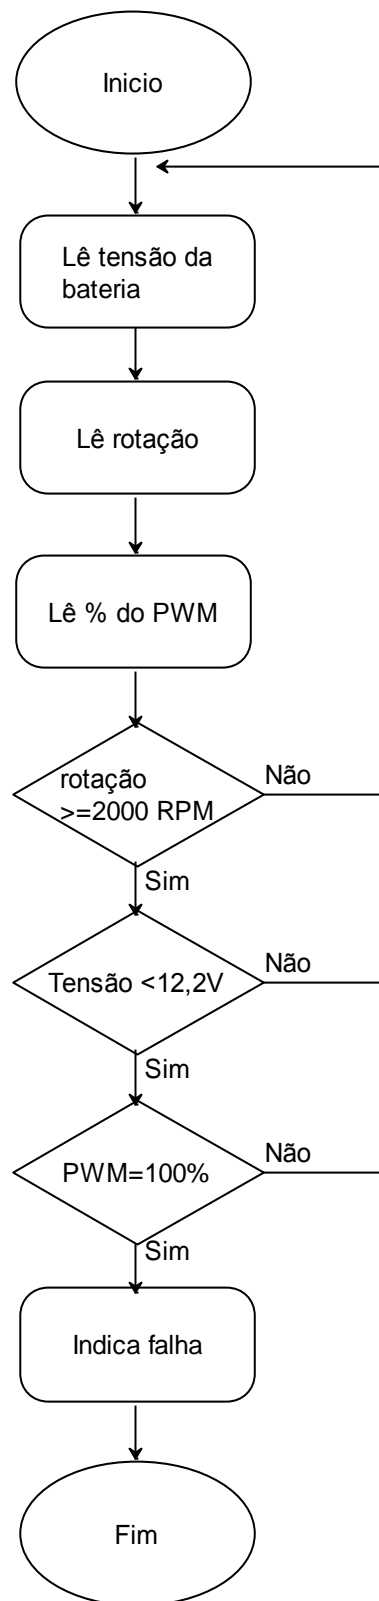 Inicio
Lê tensão da
bateria
Lê rotação
Lê % do PWM
rotação
>=2000 RPM
Não
Sim
Tensão <12,2V
Não
Sim
PWM=100%
Não
Sim
Indica falha
Fim